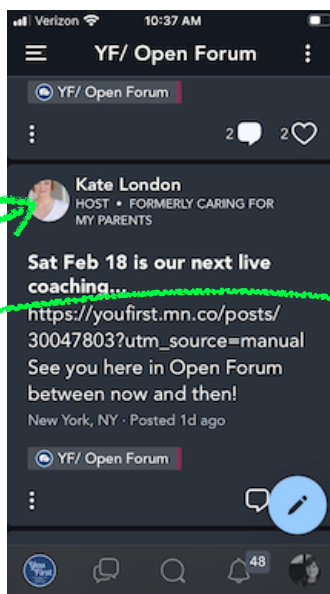 Verizon 10:37 AM
YF/ Open Forum
YF/ Open Forum
2 2
Kate London
HOST • FORMERLY CARING FOR
MY PARENTS
Sat Feb 18 is our next live
coaching...
https://youfirst.mn.co/posts/
30047803?utm_source=manual
See you here in Open Forum
between now and then!
New York, NY · Posted 1d ago
YF/ Open Forum
48
You
First